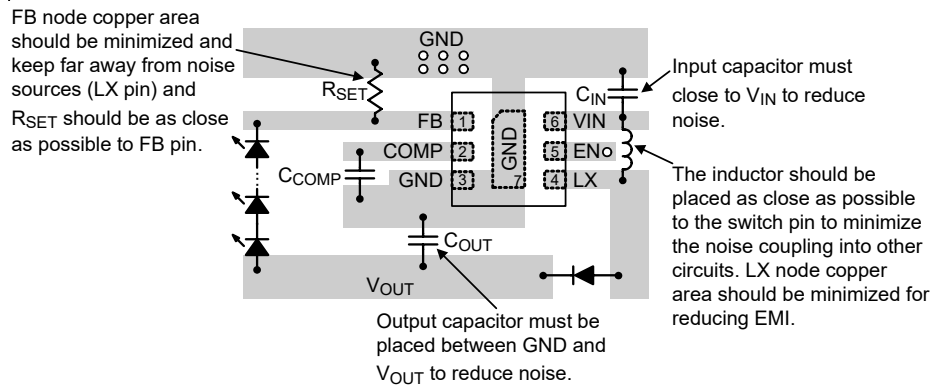 FB node copper area
should be minimized and
keep far away from noise
sources (LX pin) and
RSET should be as close
as possible to FB pin.
GND
RSET
CIN
Input capacitor must
close to VIN to reduce
noise.
FB 1
6 VIN
COMP 2
5 EN
GND 3
4 LX
GND
7
CCOMP
The inductor should be
placed as close as possible
to the switch pin to minimize
the noise coupling into other
circuits. LX node copper
area should be minimized for
reducing EMI.
COUT
VOUT
Output capacitor must be
placed between GND and
VOUT to reduce noise.